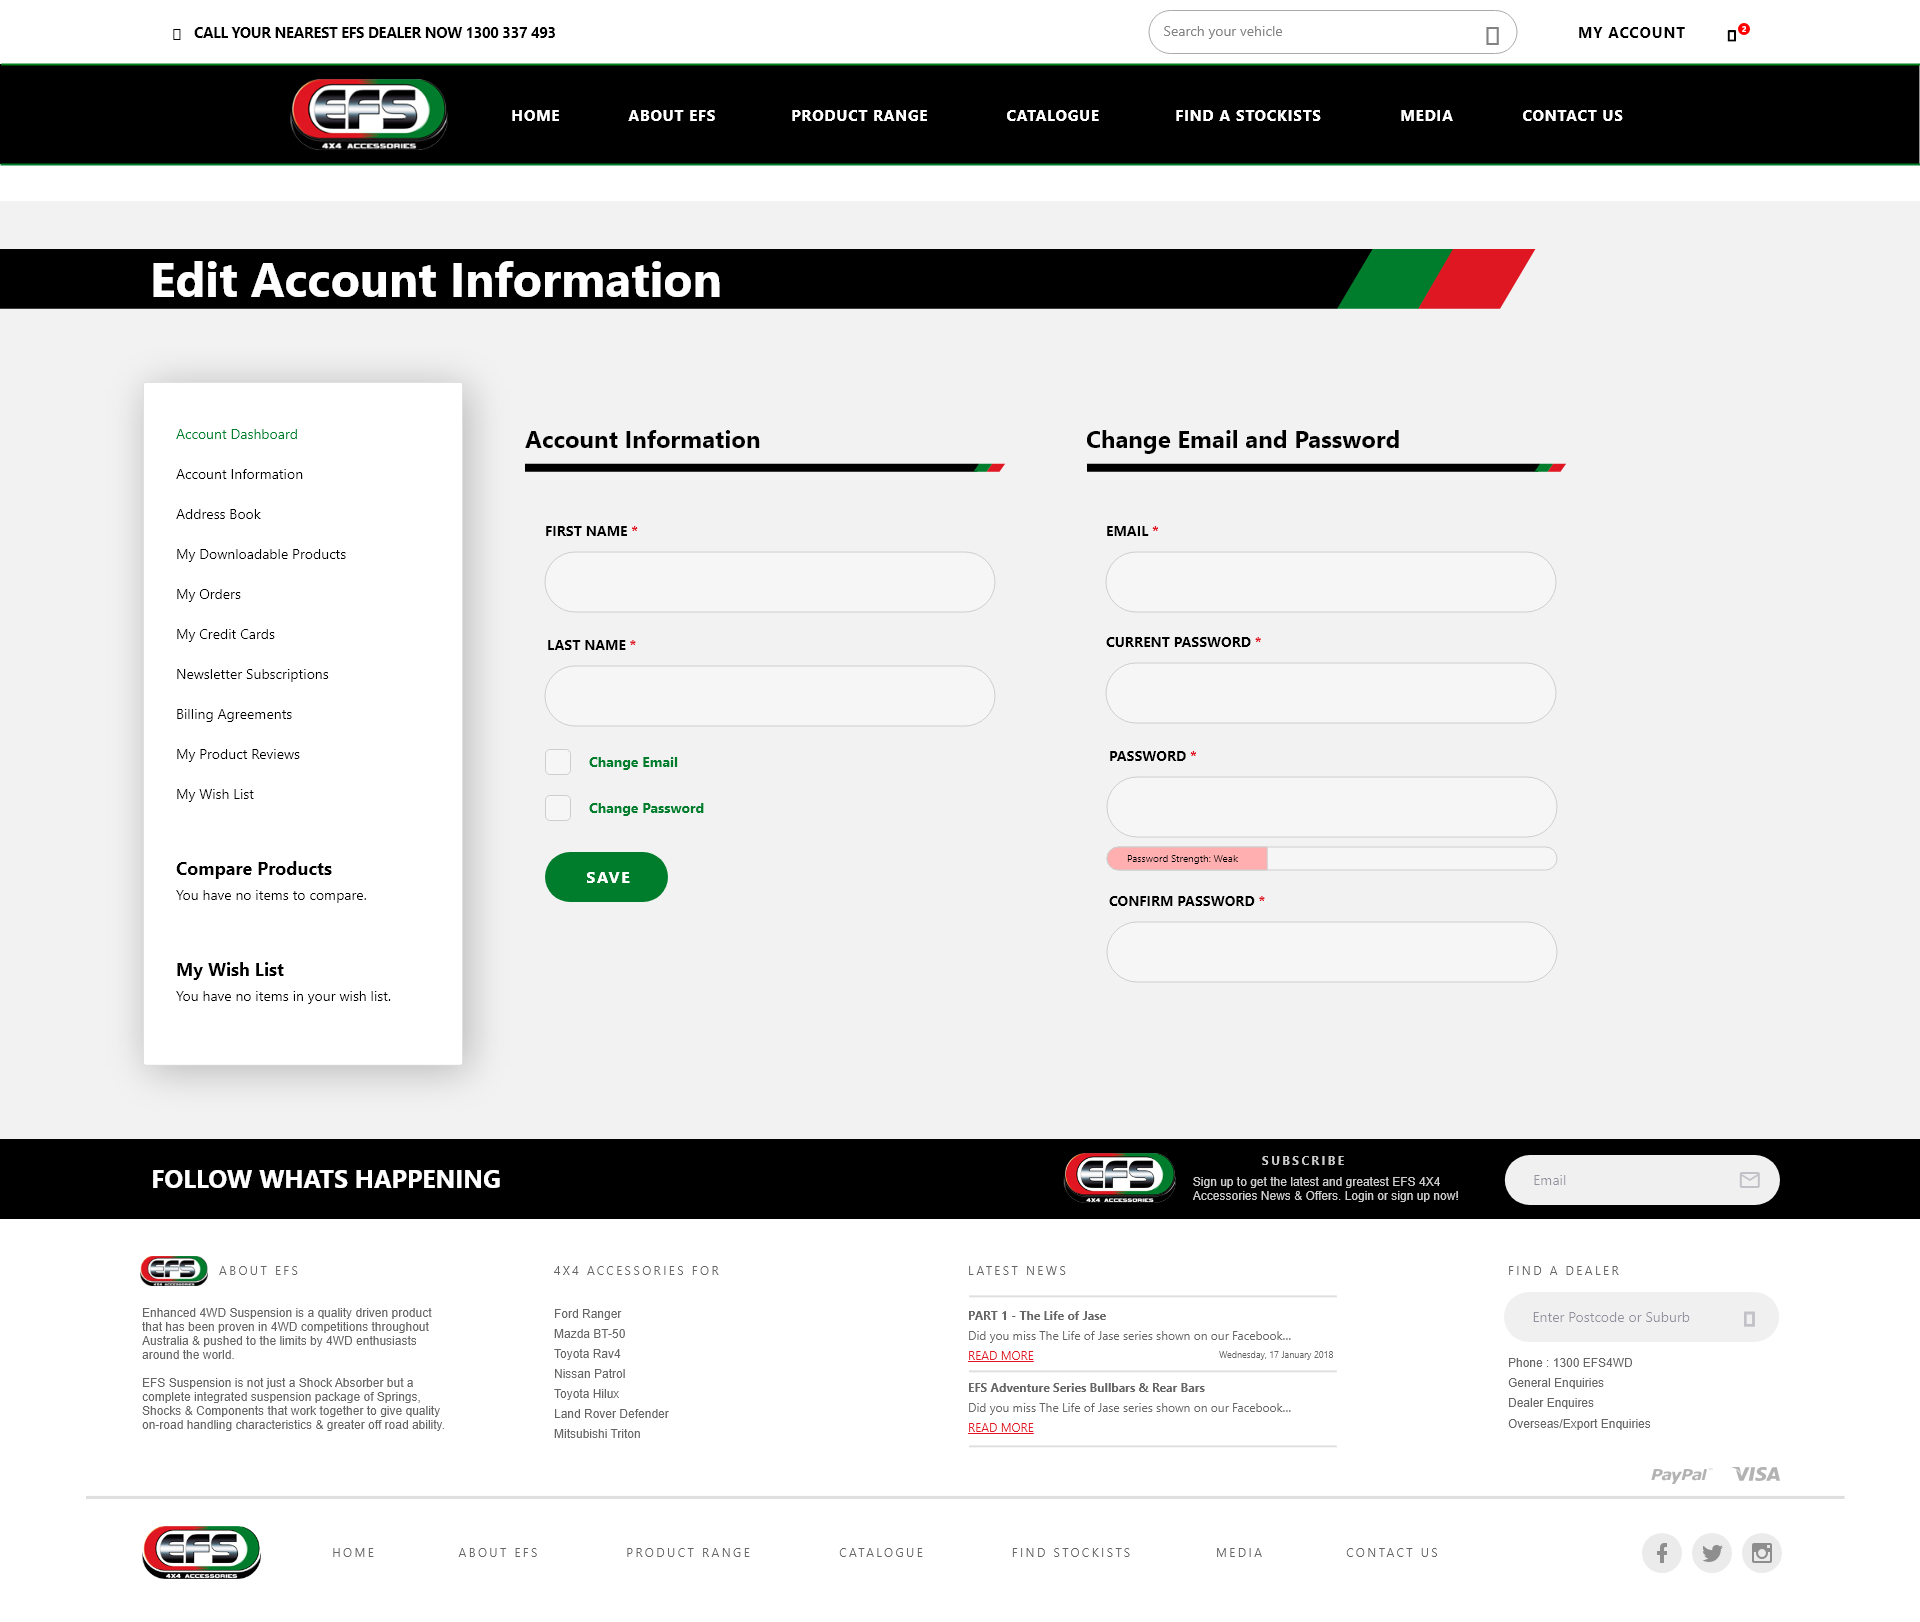 CALL YOUR NEAREST EFS DEALER NOW 1300 337 493
Search your vehicle
MY ACCOUNT
2
EFS
4X4 ACCESSORIES
HOME
ABOUT EFS
PRODUCT RANGE
CATALOGUE
FIND A STOCKISTS
MEDIA
CONTACT US
Edit Account Information
Account Dashboard
Account Information
Address Book
My Downloadable Products
My Orders
My Credit Cards
Newsletter Subscriptions
Billing Agreements
My Product Reviews
My Wish List
Compare Products
You have no items to compare.
My Wish List
You have no items in your wish list.
Account Information
FIRST NAME *
LAST NAME *
Change Email
Change Password
SAVE
Change Email and Password
EMAIL *
CURRENT PASSWORD *
PASSWORD *
Password Strength: Weak
CONFIRM PASSWORD *
FOLLOW WHATS HAPPENING
EFS
4X4 ACCESSORIES
SUBSCRIBE
Sign up to get the latest and greatest EFS 4X4
Accessories News & Offers. Login or sign up now!
Email
EFS
4X4 ACCESSORIES
ABOUT EFS
Enhanced 4WD Suspension is a quality driven product
that has been proven in 4WD competitions throughout
Australia & pushed to the limits by 4WD enthusiasts
around the world.
EFS Suspension is not just a Shock Absorber but a
complete integrated suspension package of Springs,
Shocks & Components that work together to give quality
on-road handling characteristics & greater off road ability.
4X4 ACCESSORIES FOR
Ford Ranger
Mazda BT-50
Toyota Rav4
Nissan Patrol
Toyota Hilux
Land Rover Defender
Mitsubishi Triton
LATEST NEWS
PART 1 - The Life of Jase
Did you miss The Life of Jase series shown on our Facebook...
READ MORE
Wednesday, 17 January 2018
EFS Adventure Series Bullbars & Rear Bars
Did you miss The Life of Jase series shown on our Facebook...
READ MORE
FIND A DEALER
Enter Postcode or Suburb
Phone : 1300 EFS4WD
General Enquiries
Dealer Enquires
Overseas/Export Enquiries
PayPal
VISA
EFS
4X4 ACCESSORIES
HOME
ABOUT EFS
PRODUCT RANGE
CATALOGUE
FIND STOCKISTS
MEDIA
CONTACT US